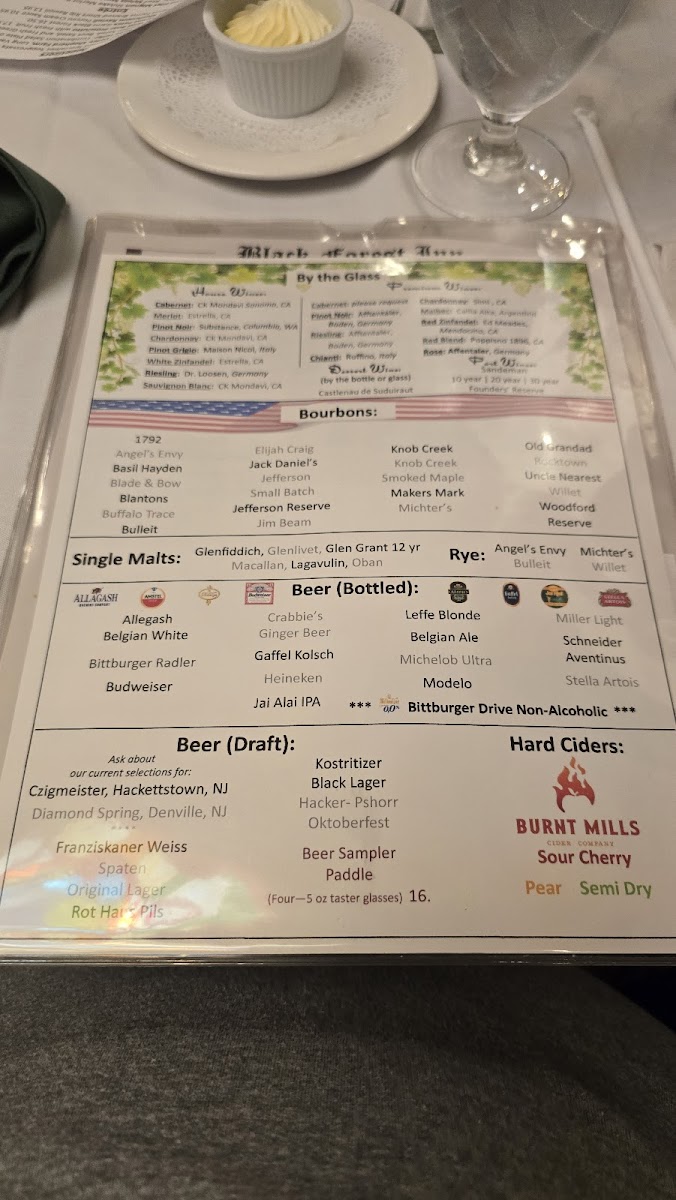 Black Forest Inn
By the Glass
House Wines
Cabernet: CK Mondavi Sonoma, CA
Merlot: Estrella, CA
Pinot Noir: Substance, Columbia, WA
Chardonnay: CK Mondavi, CA
Pinot Grigio: Maison Nicol, Italy
White Zinfandel: Estrella, CA
Riesling: Dr. Loosen, Germany
Sauvignon Blanc: CK Mondavi, CA
Premium Wines
Cabernet: please request
Pinot Noir: Affentaler,
Baden, Germany
Riesling: Affentaler,
Baden, Germany
Chianti: Ruffino, Italy
Dessert Wine
(by the bottle or glass)
Castelnau de Suduiraut
Chardonnay: CA
Malbec: Argentina
Red Zinfandel:
Mendocino, CA
Red Blend: 1896, CA
Rose: Affentaler, Germany
Port Wines
Sandeman
10 year | 20 year | 30 year
Founders' Reserve
Bourbons:
1792
Angel's Envy
Basil Hayden
Blade & Bow
Blantons
Buffalo Trace
Bulleit
Elijah Craig
Jack Daniel's
Jefferson
Small Batch
Jefferson Reserve
Jim Beam
Knob Creek
Knob Creek
Smoked Maple
Makers Mark
Michter's
Old Grandad
Rocktown
Uncle Nearest
Willet
Woodford
Reserve
Single Malts: Glenfiddich, Glenlivet, Glen Grant 12 yr
Macallan, Lagavulin, Oban
Rye: Angel's Envy Michter's
Bulleit Willet
Beer (Bottled):
ALLAGASH
Allegash
Belgian White
Bittburger Radler
Budweiser
Crabbie's
Ginger Beer
Gaffel Kolsch
Heineken
Jai Alai IPA
Leffe Blonde
Belgian Ale
Michelob Ultra
Modelo
Miller Light
Schneider
Aventinus
Stella Artois
*** 0,0% Bittburger Drive Non-Alcoholic ***
Beer (Draft):
Ask about
our current selections for:
Czigmeister, Hackettstown, NJ
Diamond Spring, Denville, NJ
****
Franziskaner Weiss
Spaten
Original Lager
Pils
Kostritizer
Black Lager
Hacker- Pshorr
Oktoberfest
Beer Sampler
Paddle
(Four—5 oz taster glasses) 16.
Hard Ciders:
BURNT MILLS
CIDER COMPANY
Sour Cherry
Pear Semi Dry